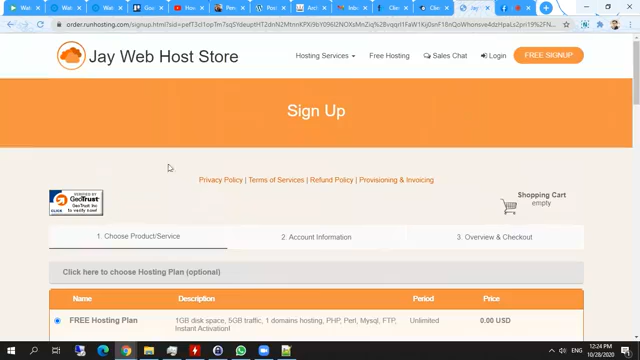 order.runhosting.com/signup.html?
Jay Web Host Store
Hosting Services
Free Hosting
Sales Chat
Login
FREE SIGNUP
Sign Up
Privacy Policy | Terms of Services | Refund Policy | Provisioning & Invoicing
VERIFIED BY
GeoTrust
CLICK
Shopping Cart
empty
1. Choose Product/Service
2. Account Information
3. Overview & Checkout
Click here to choose Hosting Plan (optional)
Name Description Period Price
FREE Hosting Plan
1GB disk space, 5GB traffic, 1 domains hosting, PHP, Perl, Mysql, FTP,
Instant Activation!
Unlimited
0.00 USD
ENG
12:24 PM
10/28/2020